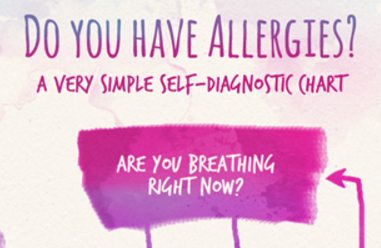 Do you have Allergies?
A very simple self-diagnostic chart
Are you breathing
right now?